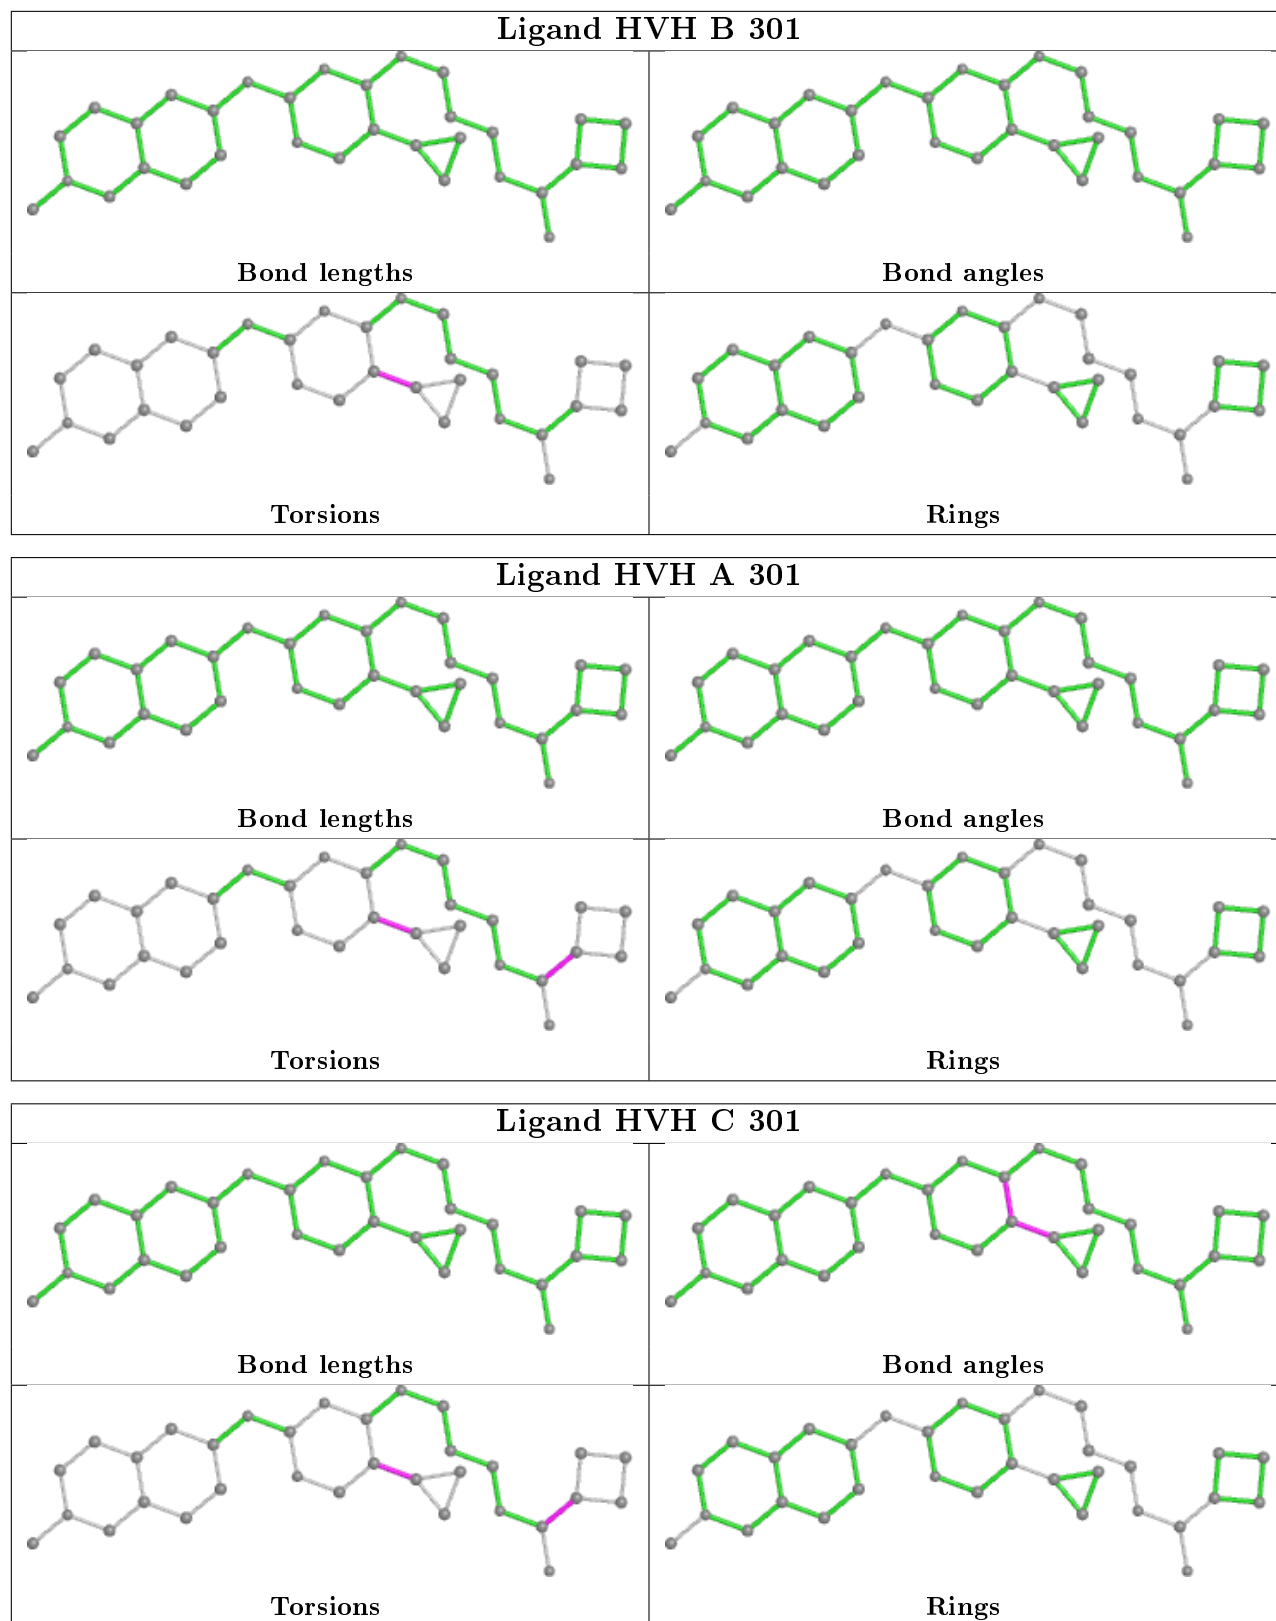 Ligand HVH B 301
Bond lengths
Bond angles
Torsions
Rings
Ligand HVH A 301
Bond lengths
Bond angles
Torsions
Rings
Ligand HVH C 301
Bond lengths
Bond angles
Torsions
Rings